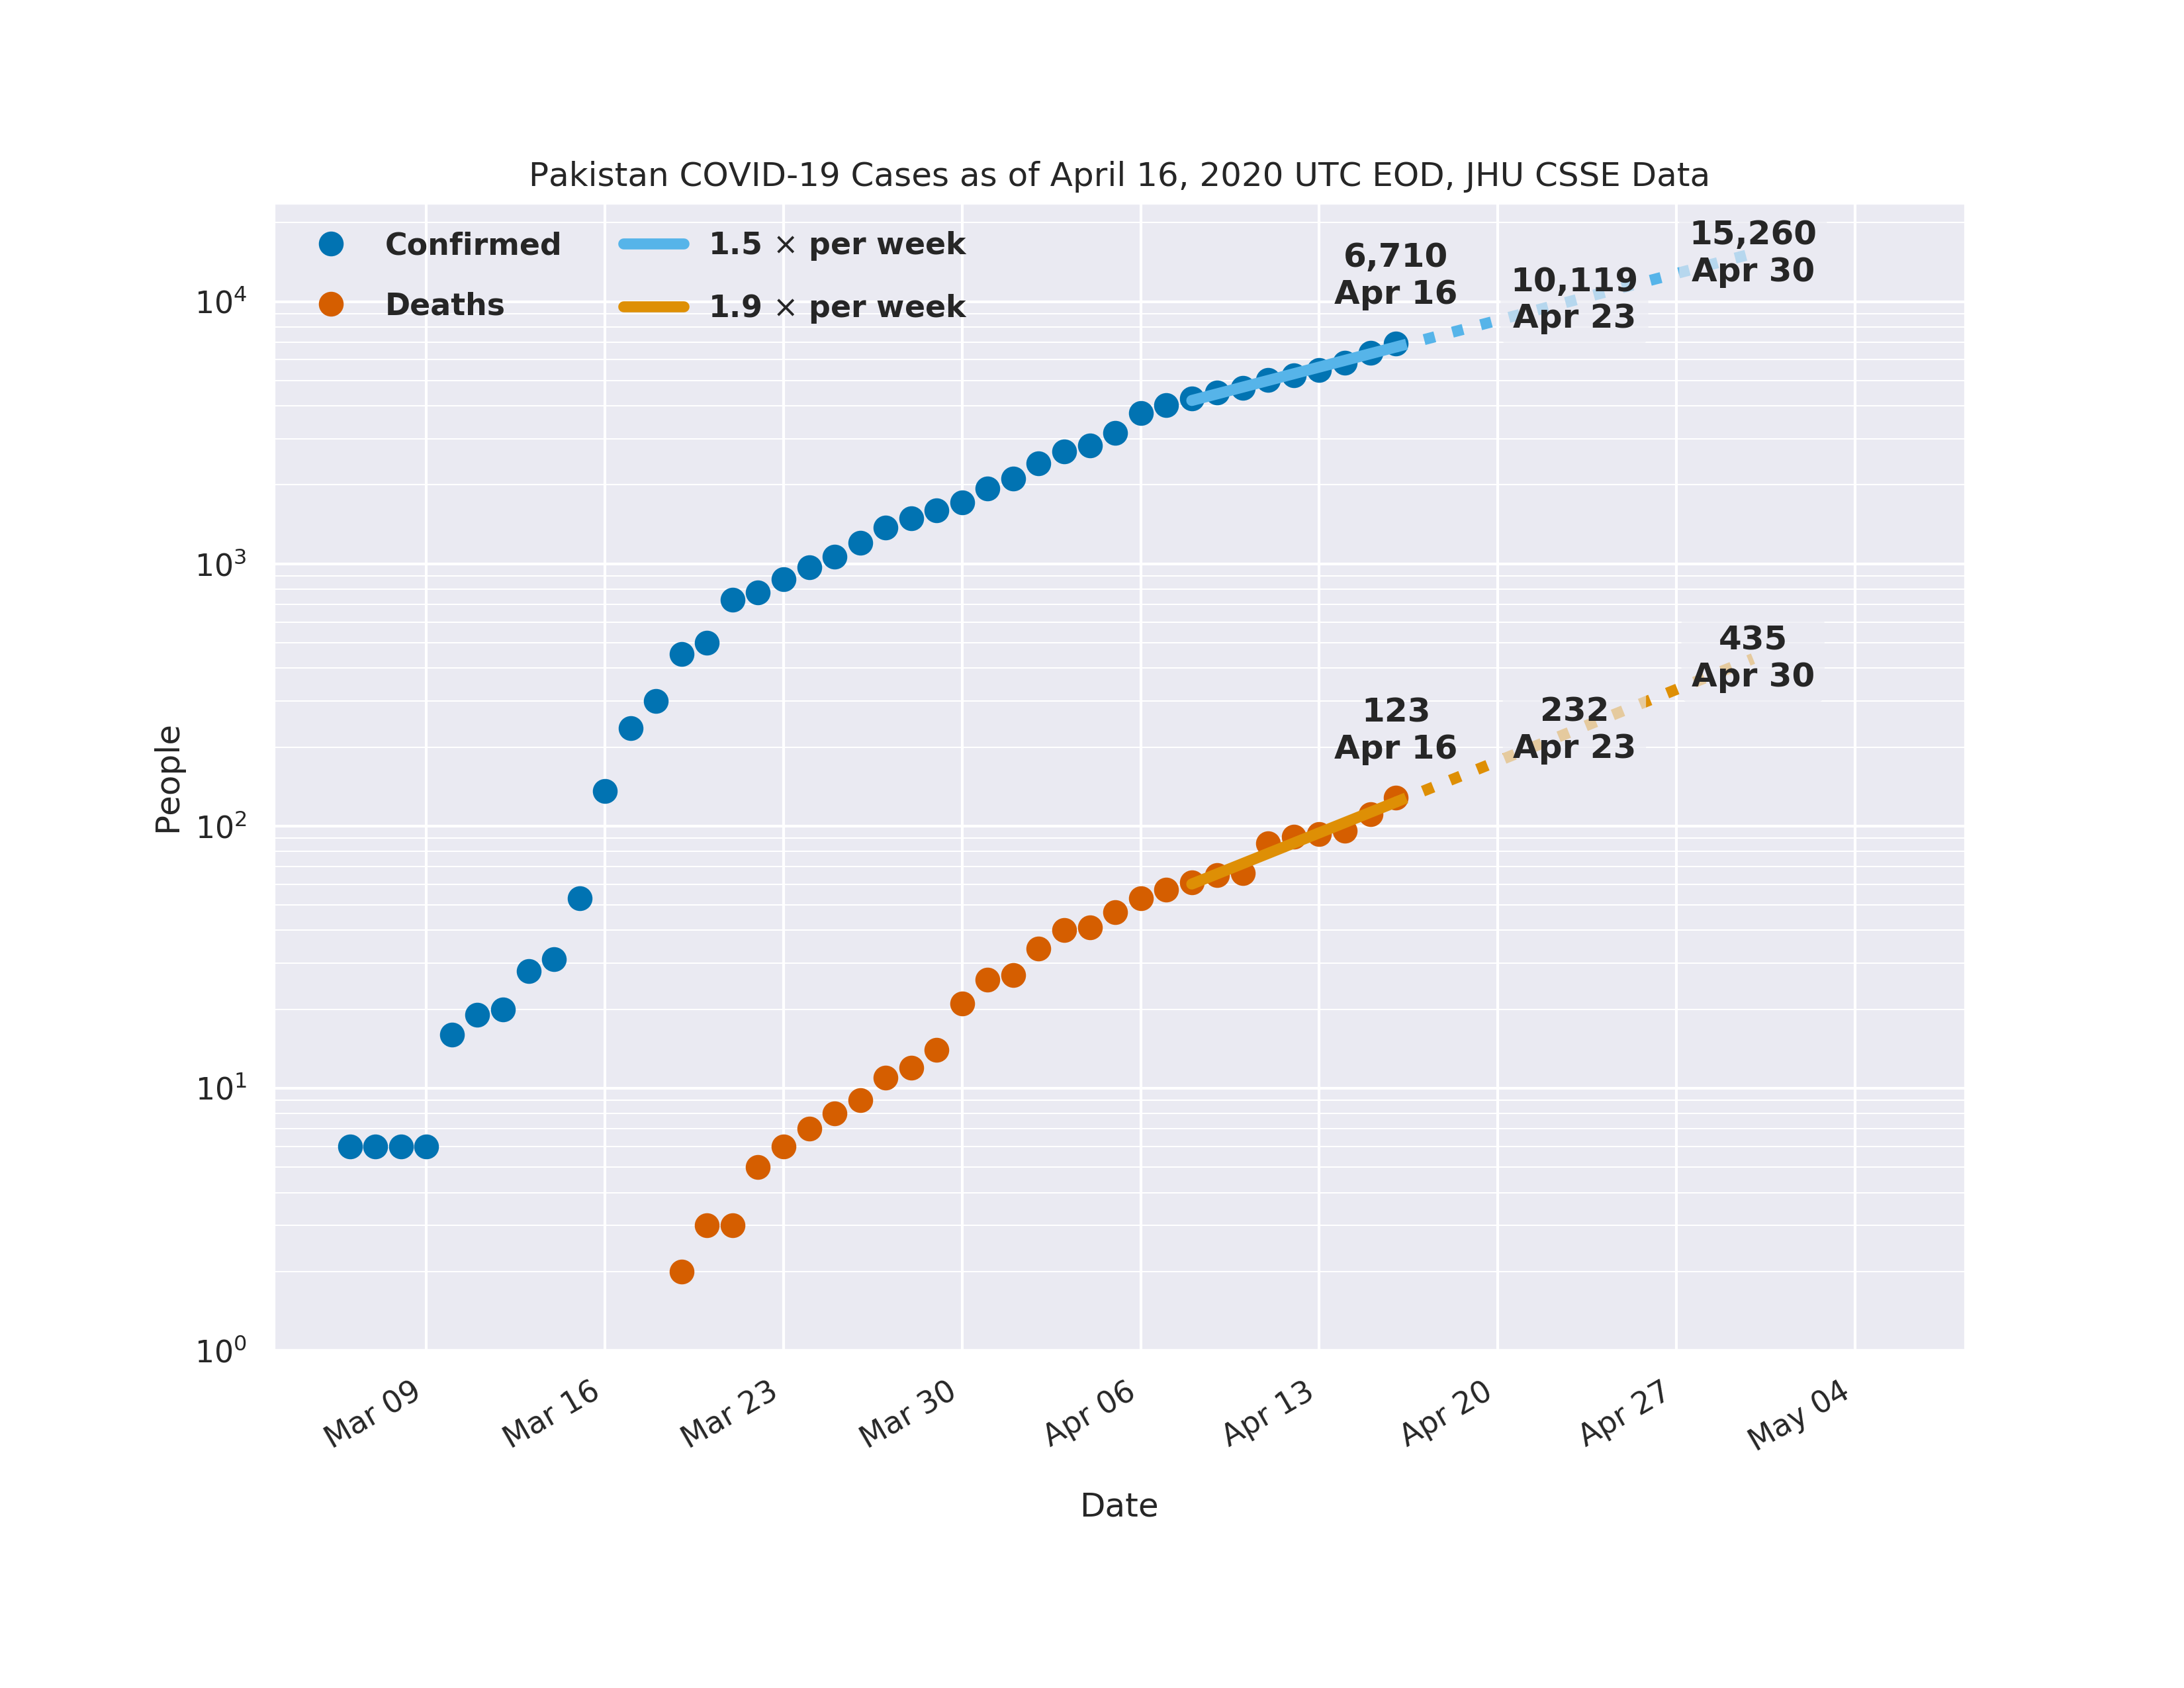 Pakistan COVID-19 Cases as of April 16, 2020 UTC EOD, JHU CSSE Data
Confirmed
Deaths
1.5 × per week
1.9 × per week
6,710
Apr 16
10,119
Apr 23
15,260
Apr 30
123
Apr 16
232
Apr 23
435
Apr 30
People
10⁴
10³
10²
10¹
10⁰
Mar 09
Mar 16
Mar 23
Mar 30
Apr 06
Apr 13
Apr 20
Apr 27
May 04
Date